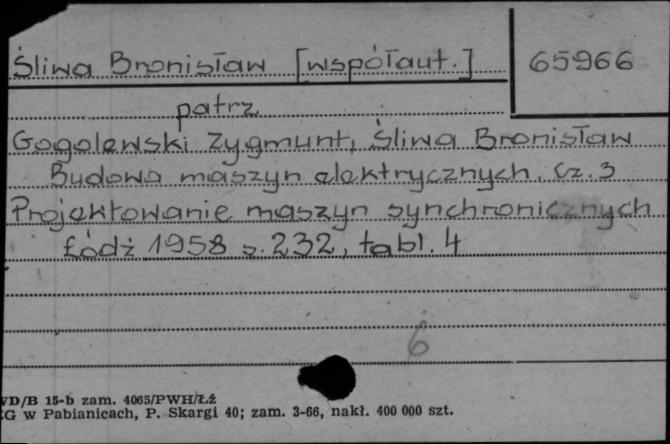 Śliwa Bronisław [współaut.] 65966
patrz
Gogolewski Zygmunt, Śliwa Bronisław
Budowa maszyn elektrycznych. Cz. 3
Projektowanie maszyn synchronicznych
Łódź 1958 s. 232, tabl. 4
6
D/B 15-b zam. 4065/PWH/Łź
G w Pabianicach, P. Skargi 40; zam. 3-66, nakł. 400 000 szt.